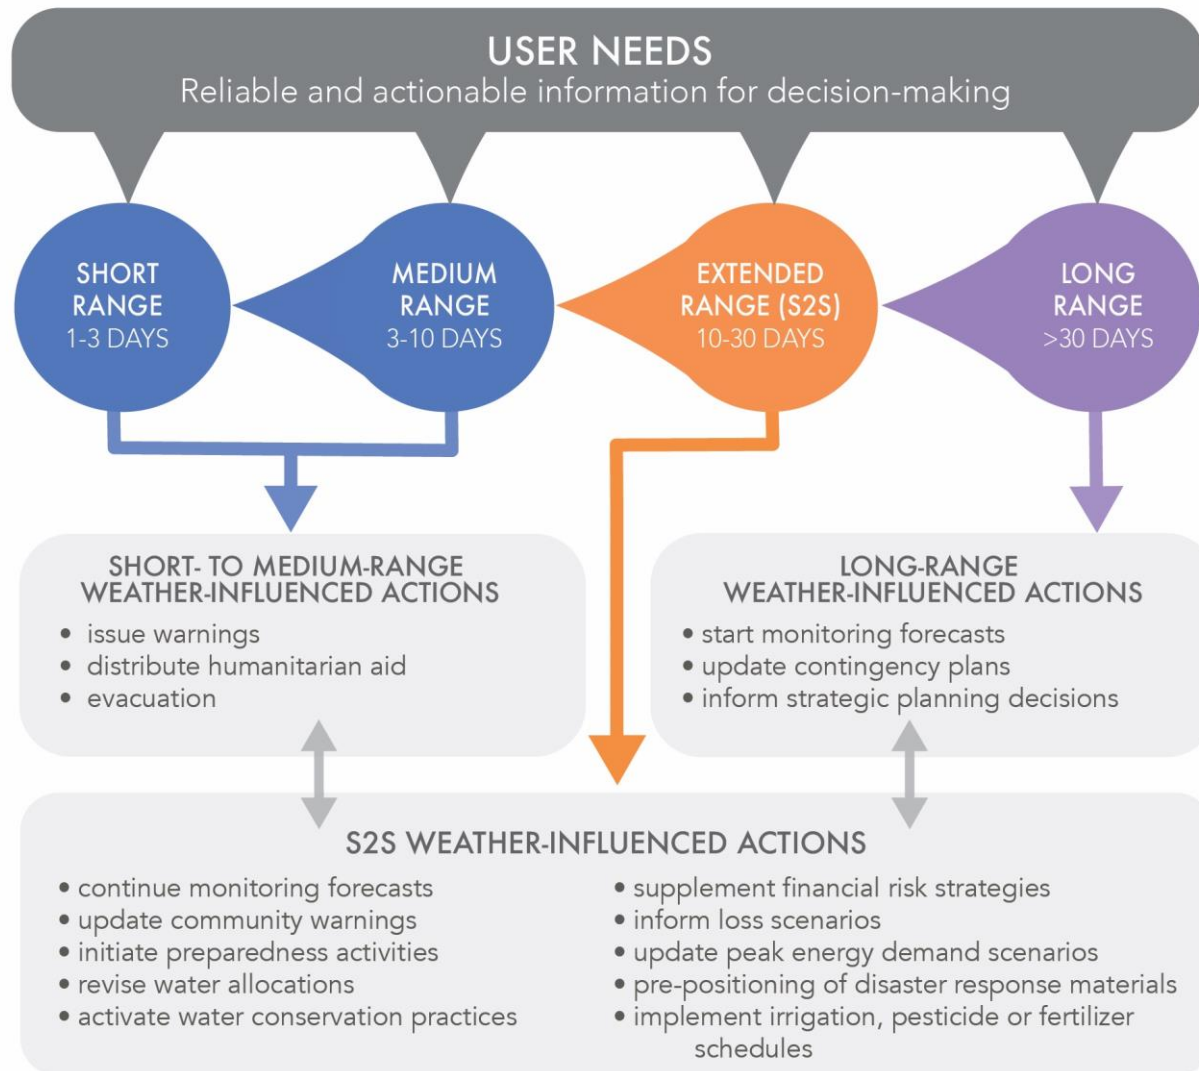 USER NEEDS
Reliable and actionable information for decision-making
SHORT
RANGE
1-3 DAYS
MEDIUM
RANGE
3-10 DAYS
EXTENDED
RANGE (S2S)
10-30 DAYS
LONG
RANGE
>30 DAYS
SHORT- TO MEDIUM-RANGE
WEATHER-INFLUENCED ACTIONS
• issue warnings
• distribute humanitarian aid
• evacuation
LONG-RANGE
WEATHER-INFLUENCED ACTIONS
• start monitoring forecasts
• update contingency plans
• inform strategic planning decisions
S2S WEATHER-INFLUENCED ACTIONS
• continue monitoring forecasts
• update community warnings
• initiate preparedness activities
• revise water allocations
• activate water conservation practices
• supplement financial risk strategies
• inform loss scenarios
• update peak energy demand scenarios
• pre-positioning of disaster response materials
• implement irrigation, pesticide or fertilizer
schedules